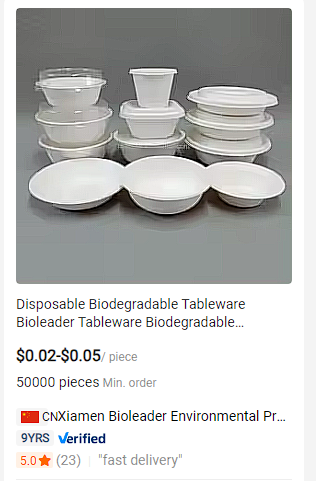 Disposable Biodegradable Tableware
Bioleader Tableware Biodegradable...
$0.02-$0.05/ piece
50000 pieces Min. order
CNXiamen Bioleader Environmental Pr...
9YRS Verified
5.0★ (23) "fast delivery"